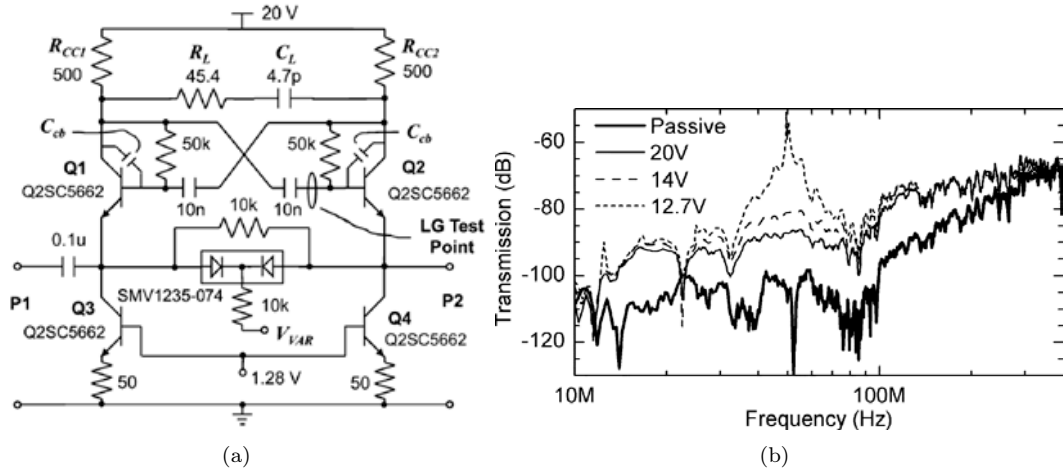 20 V
R_CC1
500
R_L
45.4
C_L
4.7p
R_CC2
500
C_cb
50k
50k
C_cb
Q1
Q2
Q2SC5662
Q2SC5662
10n
10n
10k
LG Test
Point
0.1u
P1
SMV1235-074
10k
P2
Q3
Q2SC5662
V_VAR
Q4
Q2SC5662
50
1.28 V
50
(a)
Transmission (dB)
-60
-80
-100
-120
Passive
20V
14V
12.7V
10M
100M
Frequency (Hz)
(b)